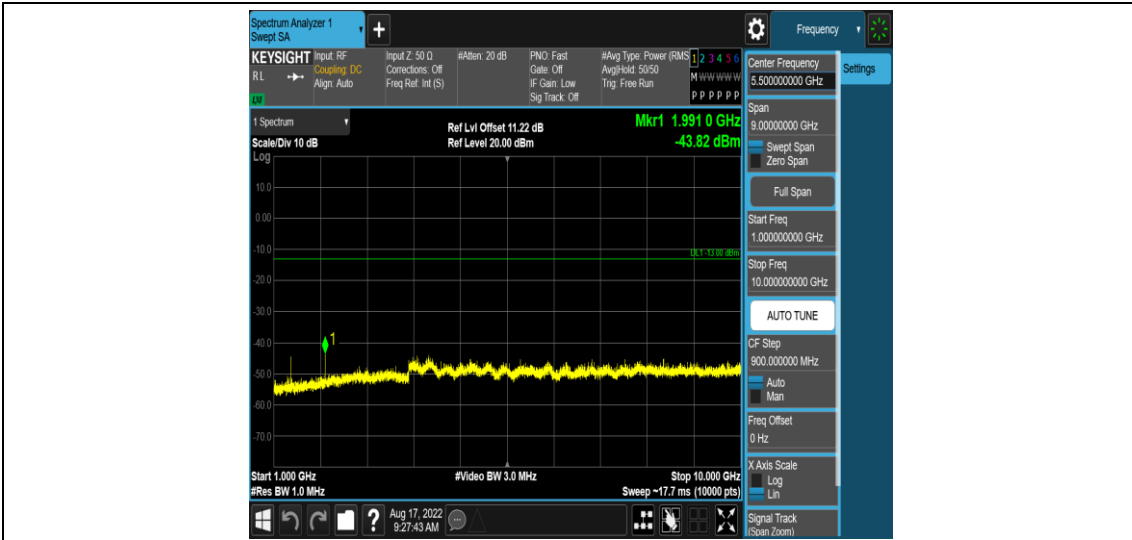 Spectrum Analyzer 1
Swept SA
Frequency
KEYSIGHT
RL
LXI
Input: RF
Coupling: DC
Align: Auto
Input Z: 50 Ω
Corrections: Off
Freq Ref: Int (S)
#Atten: 20 dB
PNO: Fast
Gate: Off
IF Gain: Low
Sig Track: Off
#Avg Type: Power (RMS
Avg|Hold: 50/50
Trig: Free Run
1 2 3 4 5 6
M W W W W W
P P P P P P
1 Spectrum
Scale/Div 10 dB
Log
Ref Lvl Offset 11.22 dB
Ref Level 20.00 dBm
Mkr1 1.991 0 GHz
-43.82 dBm
10.0
0.00
-10.0
DL1 -13.00 dBm
-20.0
-30.0
-40.0
1
-50.0
-60.0
-70.0
Start 1.000 GHz
#Res BW 1.0 MHz
#Video BW 3.0 MHz
Stop 10.000 GHz
Sweep ~17.7 ms (10000 pts)
?
Aug 17, 2022
9:27:43 AM
Center Frequency
5.500000000 GHz
Settings
Span
9.00000000 GHz
Swept Span
Zero Span
Full Span
Start Freq
1.000000000 GHz
Stop Freq
10.000000000 GHz
AUTO TUNE
CF Step
900.000000 MHz
Auto
Man
Freq Offset
0 Hz
X Axis Scale
Log
Lin
Signal Track
(Span Zoom)